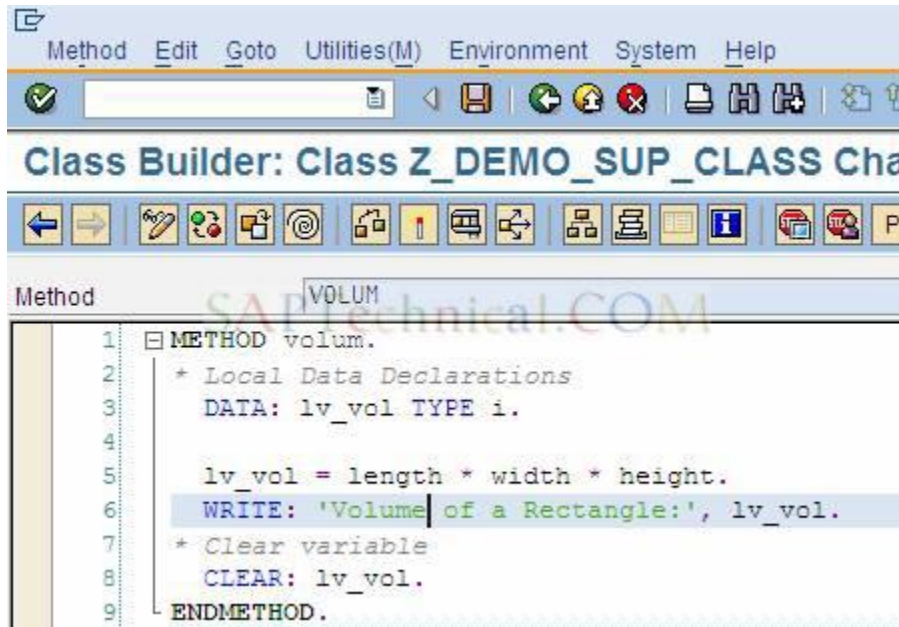 Method Edit Goto Utilities(M) Environment System Help
Class Builder: Class Z_DEMO_SUP_CLASS Cha
P
Method VOLUM
SAPTechnical.COM
1 METHOD volum.
2 * Local Data Declarations
3 DATA: lv_vol TYPE i.
4
5 lv_vol = length * width * height.
6 WRITE: 'Volume of a Rectangle:', lv_vol.
7 * Clear variable
8 CLEAR: lv_vol.
9 ENDMETHOD.